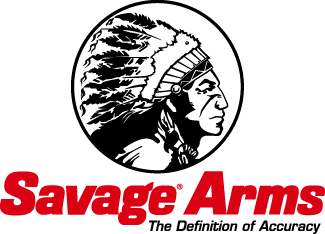 Savage® Arms
The Definition of Accuracy